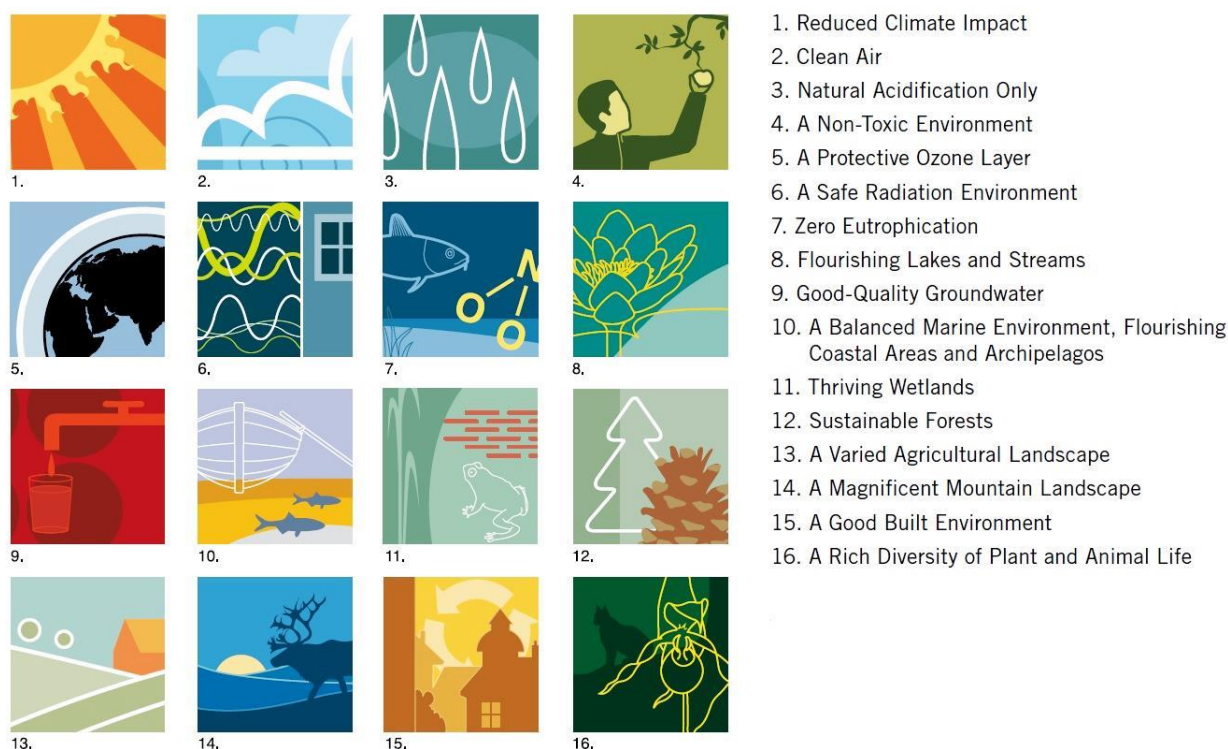 1. Reduced Climate Impact
2. Clean Air
3. Natural Acidification Only
4. A Non-Toxic Environment
5. A Protective Ozone Layer
6. A Safe Radiation Environment
7. Zero Eutrophication
8. Flourishing Lakes and Streams
9. Good-Quality Groundwater
10. A Balanced Marine Environment, Flourishing
Coastal Areas and Archipelagos
11. Thriving Wetlands
12. Sustainable Forests
13. A Varied Agricultural Landscape
14. A Magnificent Mountain Landscape
15. A Good Built Environment
16. A Rich Diversity of Plant and Animal Life
1. 2. 3. 4.
N
O O
5. 6. 7. 8.
9. 10. 11. 12.
13. 14. 15. 16.